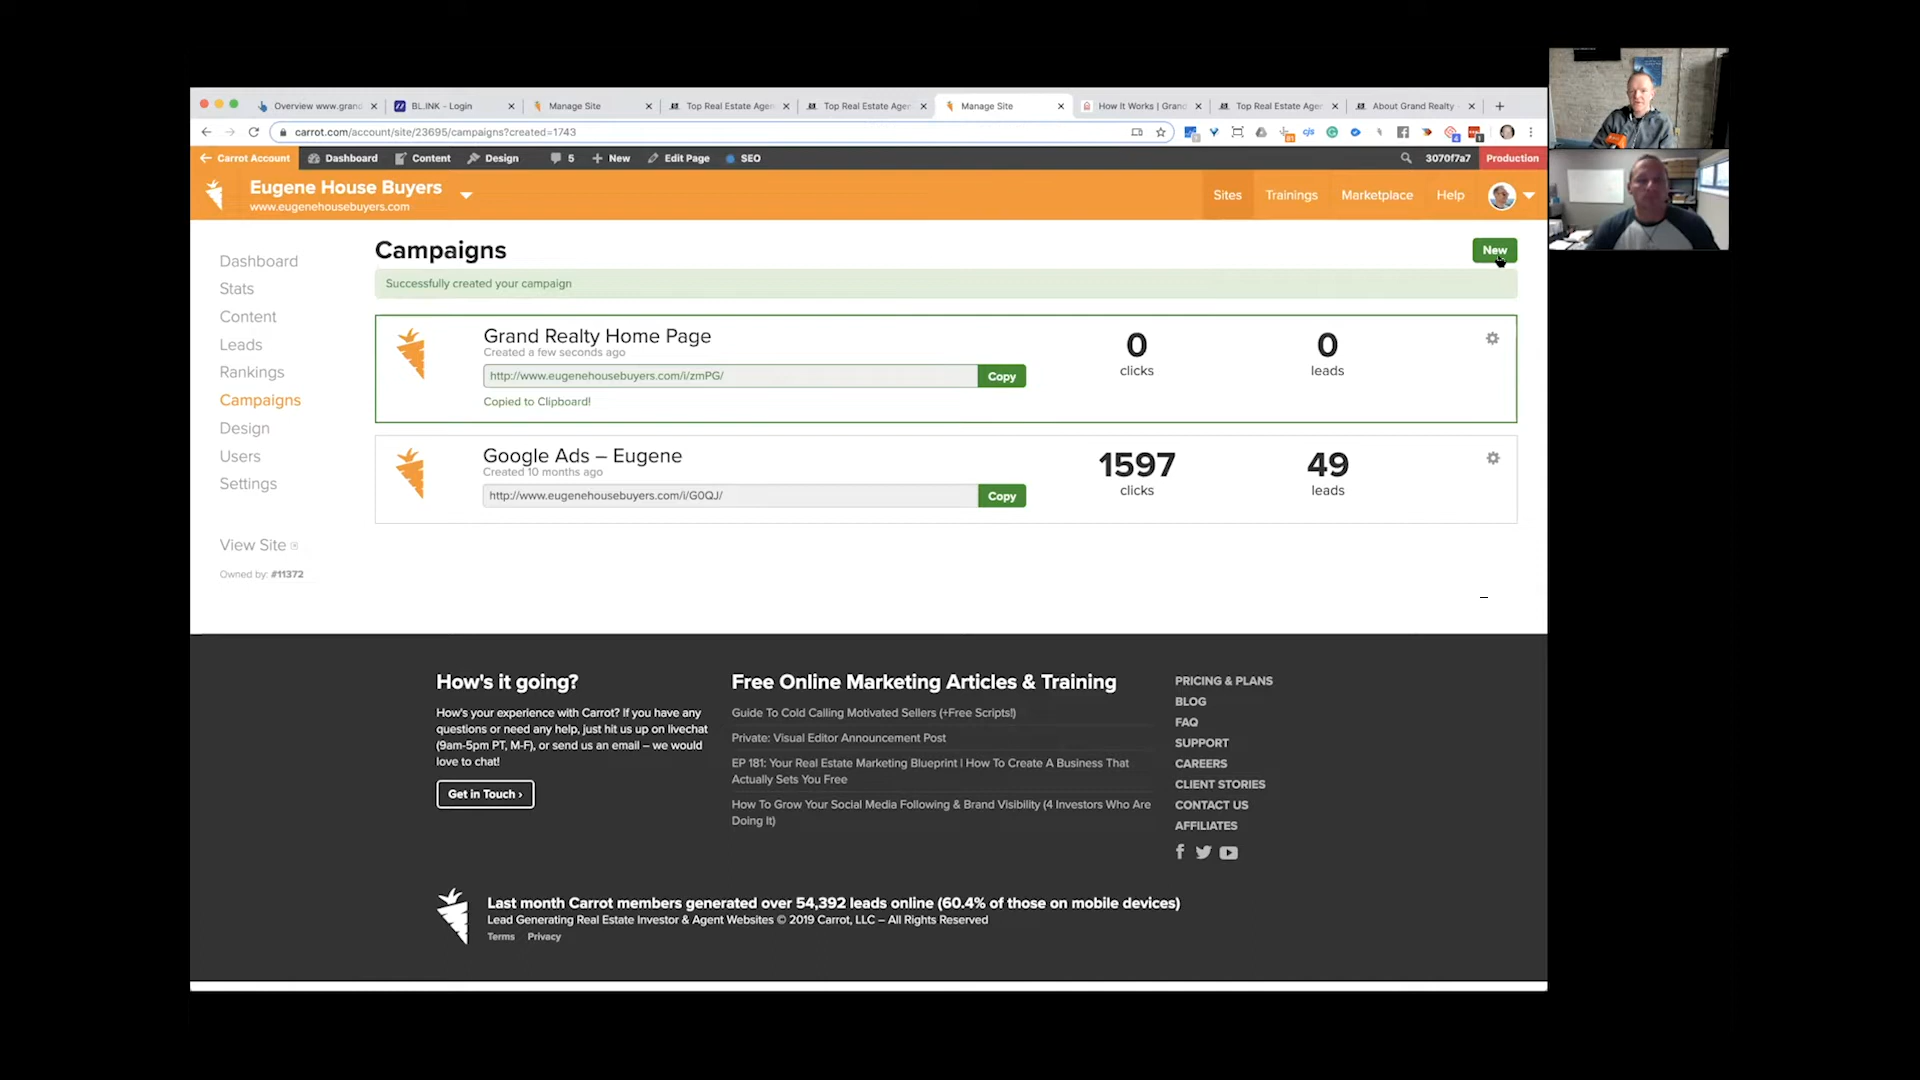 Overview www.grand
BL.INK - Login
Manage Site
Top Real Estate Agen
Top Real Estate Agen
Manage Site
How It Works | Grand
Top Real Estate Agen
About Grand Realty -
carrot.com/account/site/23695/campaigns?created=1743
Carrot Account
Dashboard
Content
Design
5
New
Edit Page
SEO
3070f7a7
Production
Eugene House Buyers
www.eugenehousebuyers.com
Sites
Trainings
Marketplace
Help
Dashboard
Stats
Content
Leads
Rankings
Campaigns
Design
Users
Settings
View Site
Owned by: #11372
Campaigns
New
Successfully created your campaign
Grand Realty Home Page
Created a few seconds ago
http://www.eugenehousebuyers.com/i/zmPG/
Copy
Copied to Clipboard!
0
clicks
0
leads
Google Ads – Eugene
Created 10 months ago
http://www.eugenehousebuyers.com/i/G0QJ/
Copy
1597
clicks
49
leads
How's it going?
How's your experience with Carrot? If you have any
questions or need any help, just hit us up on livechat
(9am-5pm PT, M-F), or send us an email – we would
love to chat!
Get in Touch ›
Free Online Marketing Articles & Training
Guide To Cold Calling Motivated Sellers (+Free Scripts!)
Private: Visual Editor Announcement Post
EP 181: Your Real Estate Marketing Blueprint | How To Create A Business That
Actually Sets You Free
How To Grow Your Social Media Following & Brand Visibility (4 Investors Who Are
Doing It)
PRICING & PLANS
BLOG
FAQ
SUPPORT
CAREERS
CLIENT STORIES
CONTACT US
AFFILIATES
Last month Carrot members generated over 54,392 leads online (60.4% of those on mobile devices)
Lead Generating Real Estate Investor & Agent Websites © 2019 Carrot, LLC – All Rights Reserved
Terms
Privacy